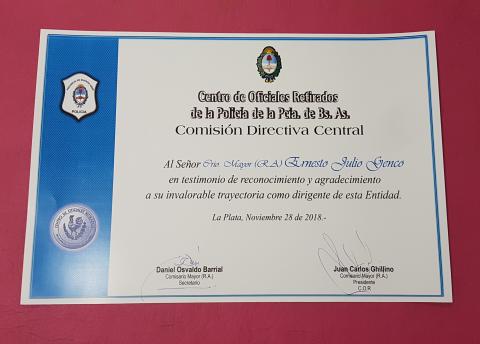 Centro de Oficiales Retirados
de la Policía de la Pcia. de Bs. As.
Comisión Directiva Central
Al Señor Crio. Mayor (R.A.) Ernesto Julio Genco
en testimonio de reconocimiento y agradecimiento
a su invalorable trayectoria como dirigente de esta Entidad.
La Plata, Noviembre 28 de 2018.-
POLICIA
Daniel Osvaldo Barrial
Comisario Mayor (R.A.)
Secretario
Juan Carlos Ghillino
Comisario Mayor (R.A.)
Presidente
C.O.R.